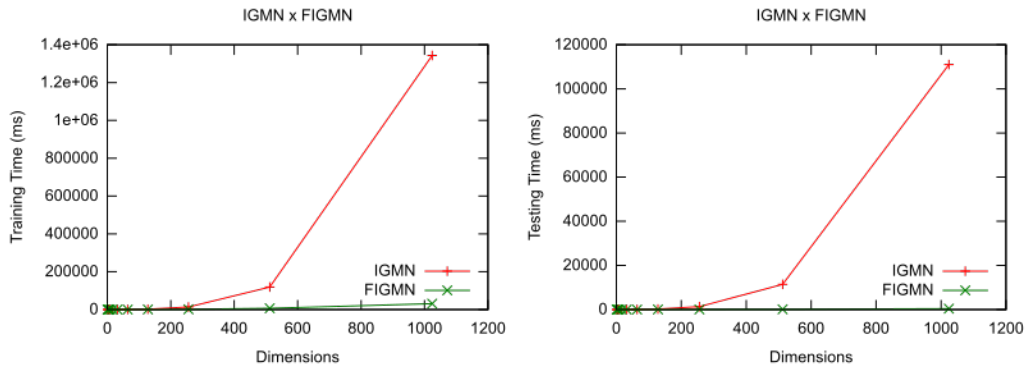 IGMN x FIGMN
1.4e+06
1.2e+06
1e+06
800000
600000
400000
200000
0
Training Time (ms)
IGMN
FIGMN
0 200 400 600 800 1000 1200
Dimensions
IGMN x FIGMN
120000
100000
80000
60000
40000
20000
0
Testing Time (ms)
IGMN
FIGMN
0 200 400 600 800 1000 1200
Dimensions